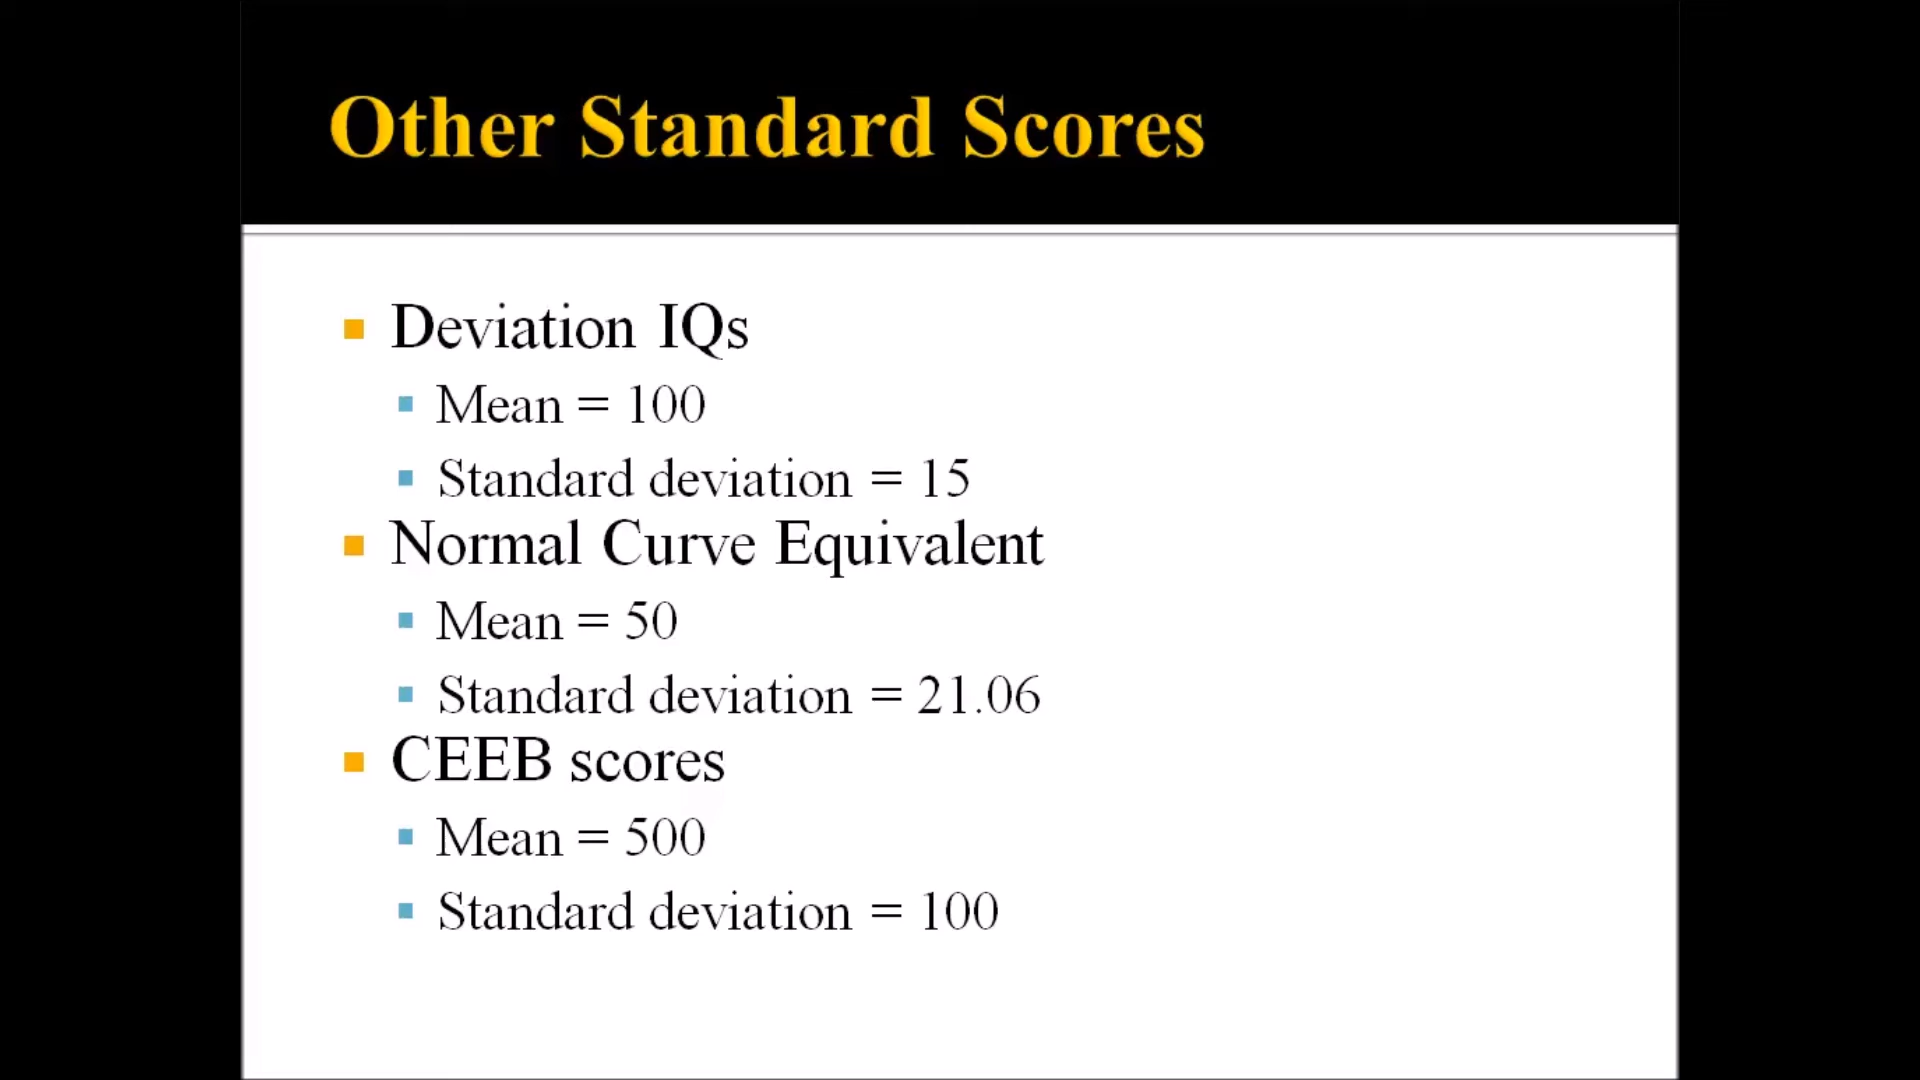 Other Standard Scores
Deviation IQs
Mean = 100
Standard deviation = 15
Normal Curve Equivalent
Mean = 50
Standard deviation = 21.06
CEEB scores
Mean = 500
Standard deviation = 100